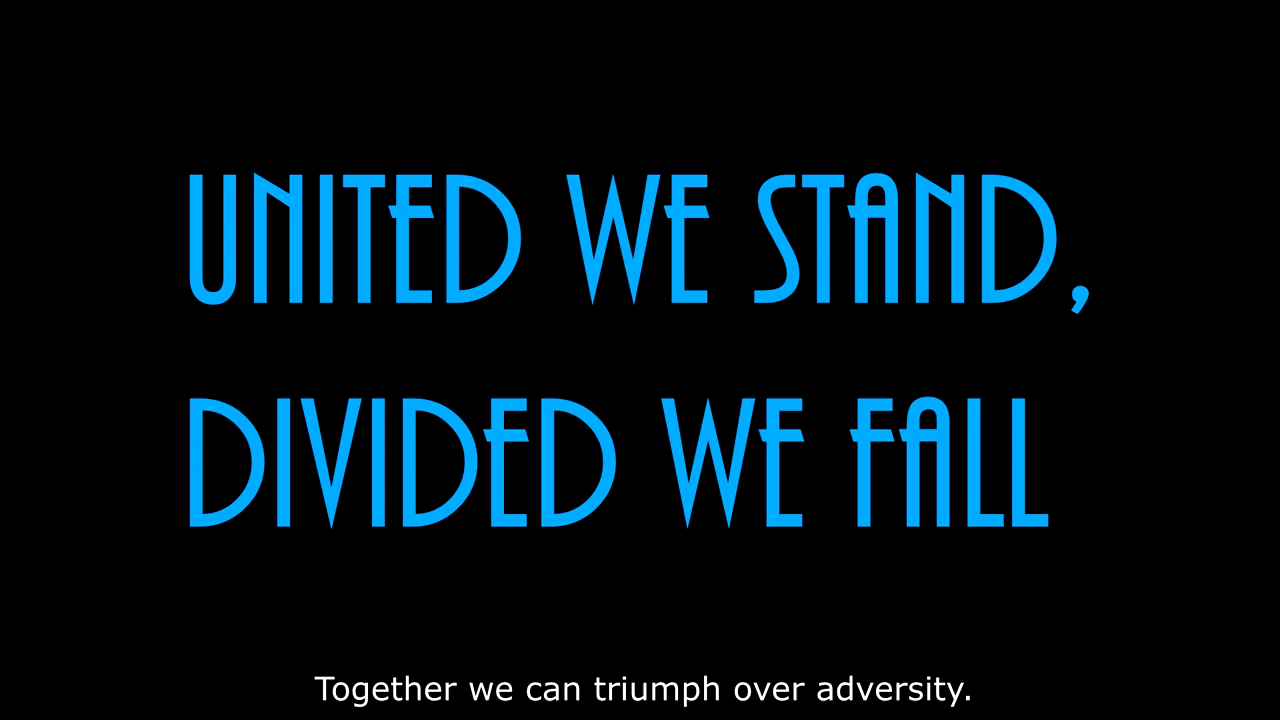 UNITED WE STAND,
DIVIDED WE FALL
Together we can triumph over adversity.